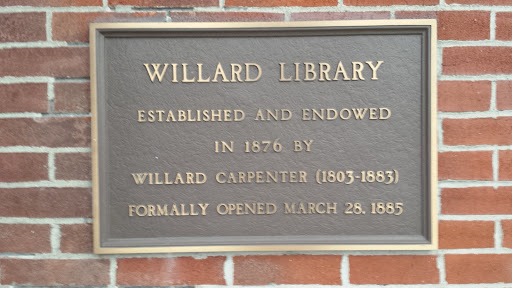 WILLARD LIBRARY
ESTABLISHED AND ENDOWED
IN 1876 BY
WILLARD CARPENTER (1803-1883)
FORMALLY OPENED MARCH 28, 1885